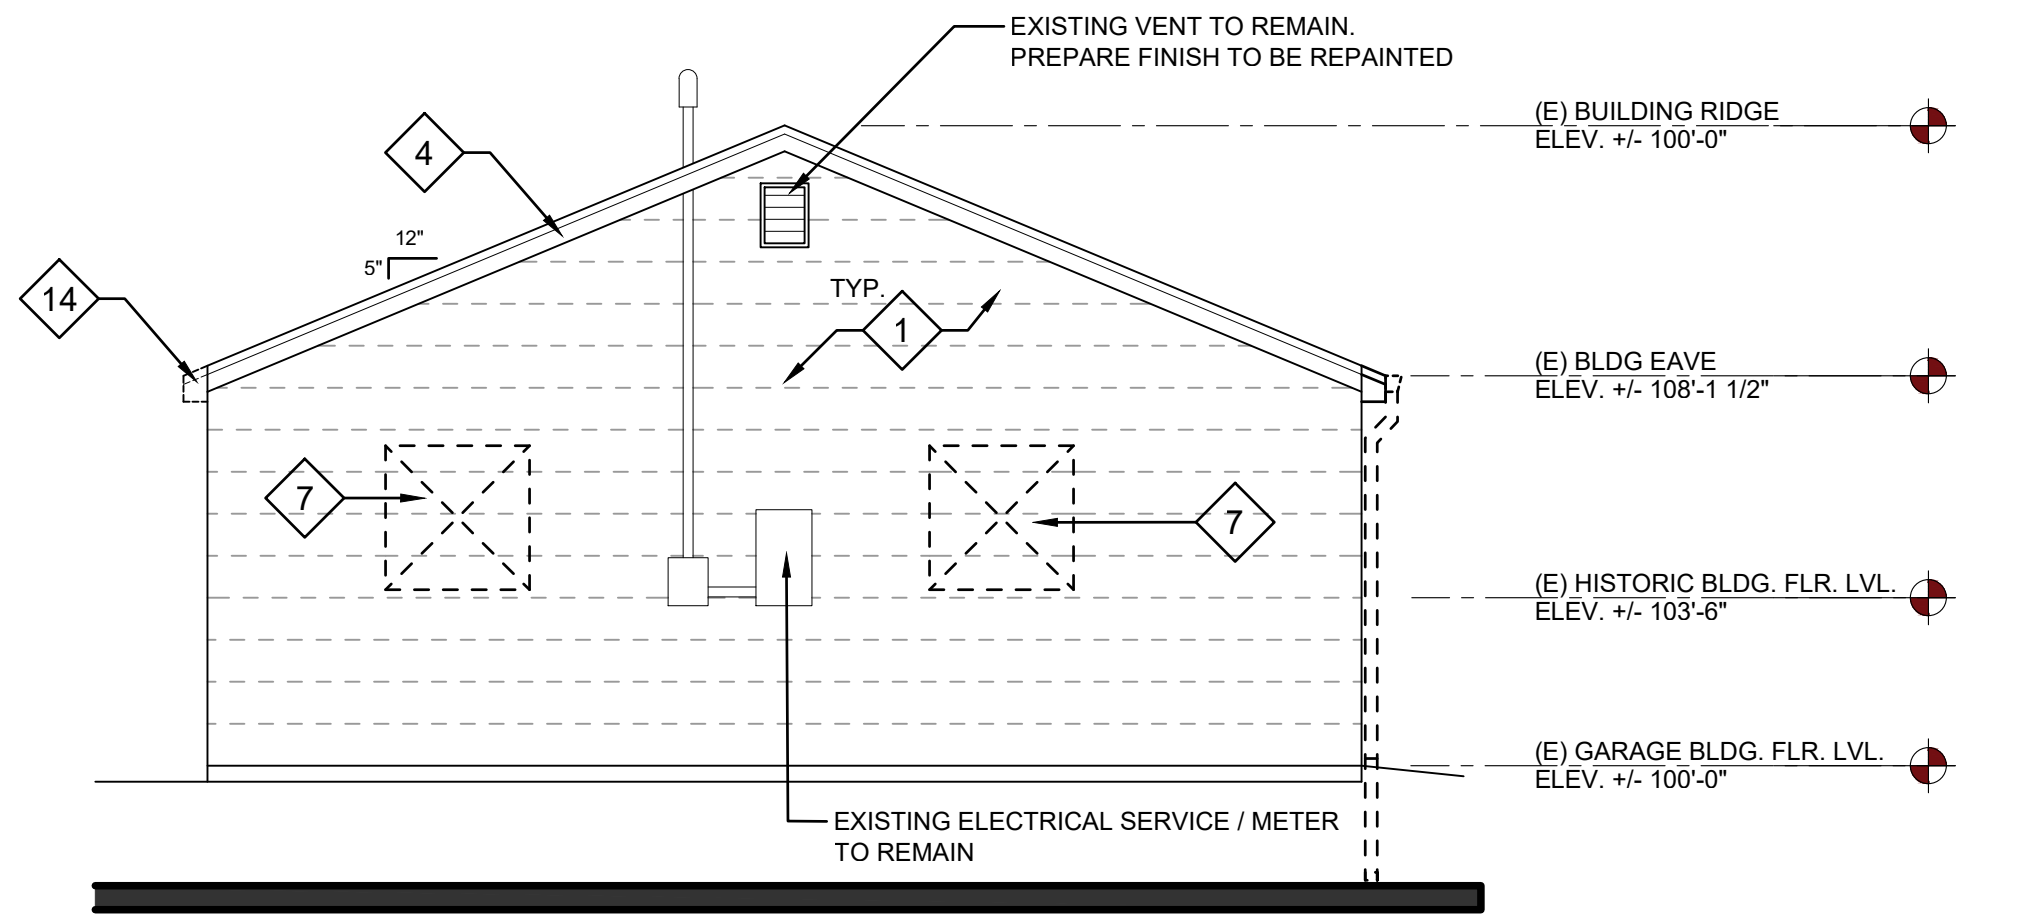 EXISTING VENT TO REMAIN.
PREPARE FINISH TO BE REPAINTED
(E) BUILDING RIDGE
ELEV. +/- 100'-0"
4
12"
5"
14
TYP.
1
(E) BLDG EAVE
ELEV. +/- 108'-1 1/2"
7
7
(E) HISTORIC BLDG. FLR. LVL.
ELEV. +/- 103'-6"
(E) GARAGE BLDG. FLR. LVL.
ELEV. +/- 100'-0"
EXISTING ELECTRICAL SERVICE / METER
TO REMAIN